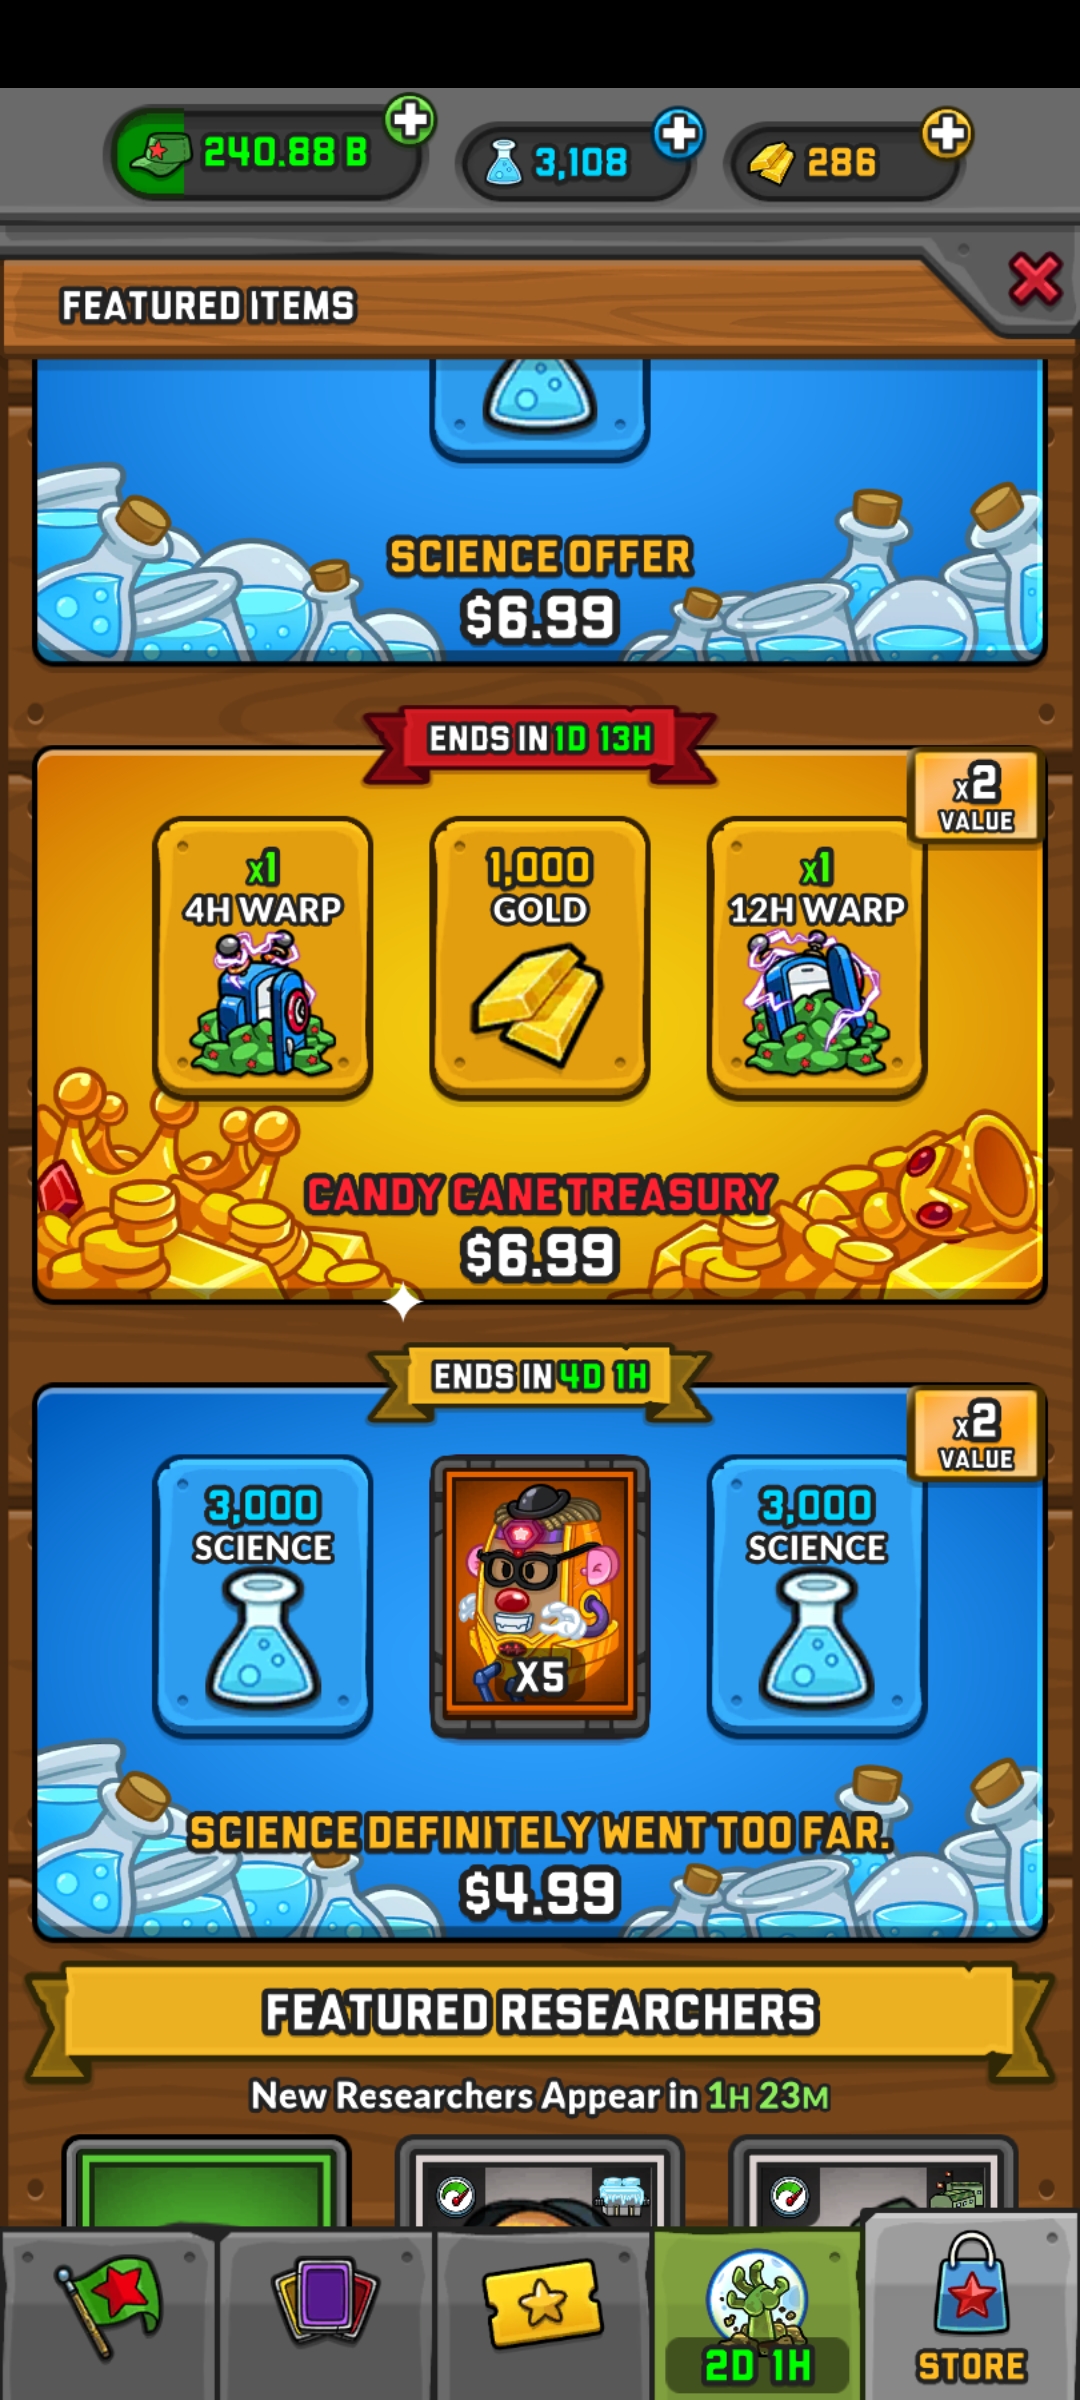 240.88 B
3,108
286
FEATURED ITEMS
SCIENCE OFFER
$6.99
ENDS IN 1D 13H
x2
VALUE
x1
4H WARP
1,000
GOLD
x1
12H WARP
CANDY CANE TREASURY
$6.99
ENDS IN 4D 1H
x2
VALUE
3,000
SCIENCE
X5
3,000
SCIENCE
SCIENCE DEFINITELY WENT TOO FAR.
$4.99
FEATURED RESEARCHERS
New Researchers Appear in 1H 23M
2D 1H
STORE